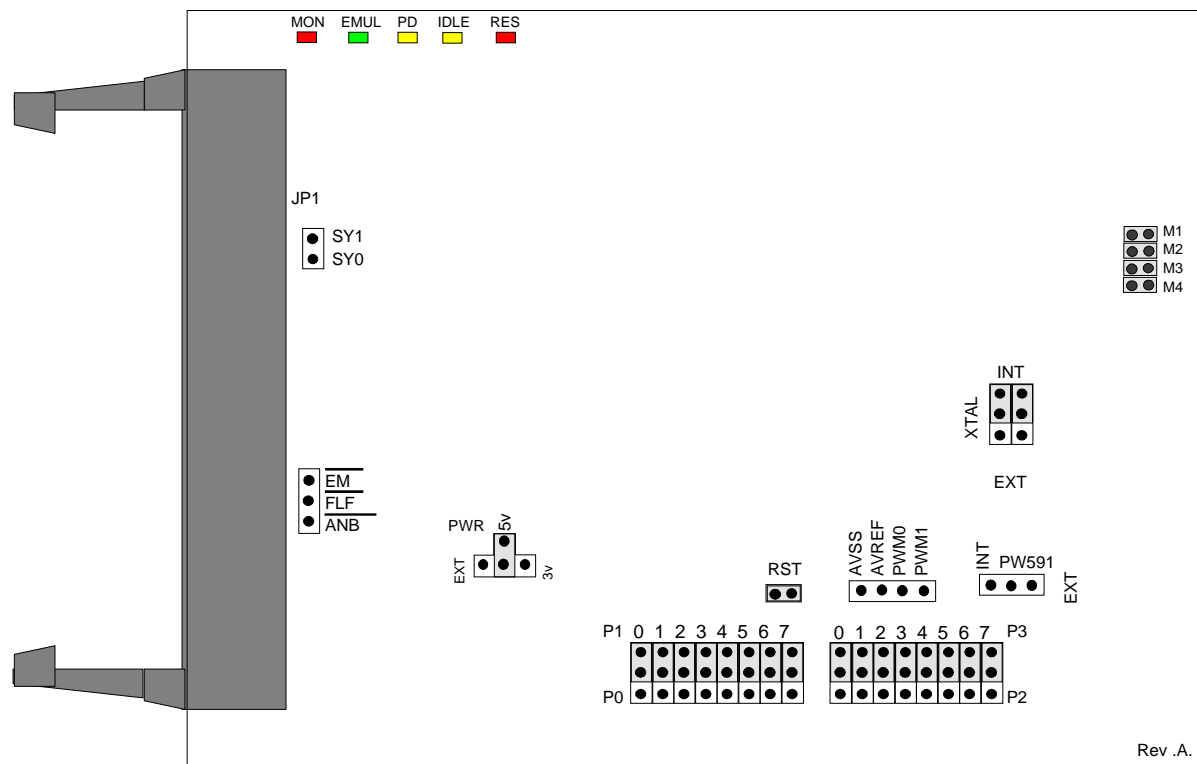 MON EMUL PD IDLE RES
JP1
SY1
SY0
M1
M2
M3
M4
INT
XTAL
EXT
EM
FLF
ANB
PWR 5v
EXT
3v
RST
AVSS
AVREF
PWM0
PWM1
INT
PW591
EXT
P1 0 1 2 3 4 5 6 7
0 1 2 3 4 5 6 7 P3
P0
P2
Rev .A.